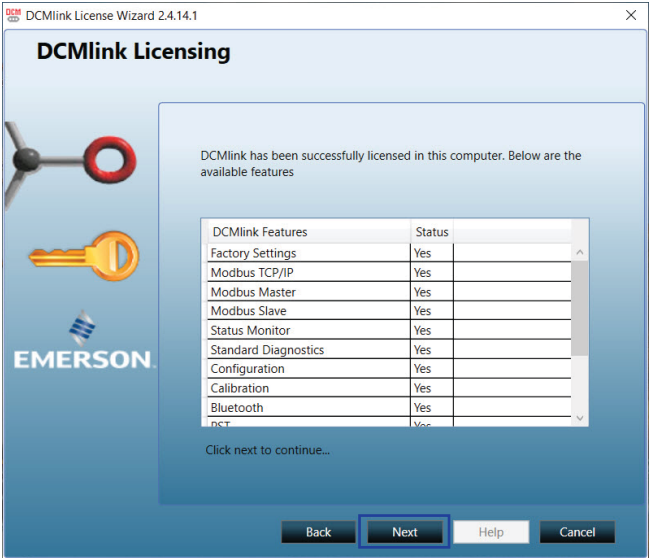 DCM DCMlink License Wizard 2.4.14.1
DCMlink Licensing
DCMlink has been successfully licensed in this computer. Below are the
available features
DCMlink Features Status
Factory Settings Yes
Modbus TCP/IP Yes
Modbus Master Yes
Modbus Slave Yes
Status Monitor Yes
Standard Diagnostics Yes
Configuration Yes
Calibration Yes
Bluetooth Yes
PST Yes
EMERSON.
Click next to continue...
Back Next Help Cancel